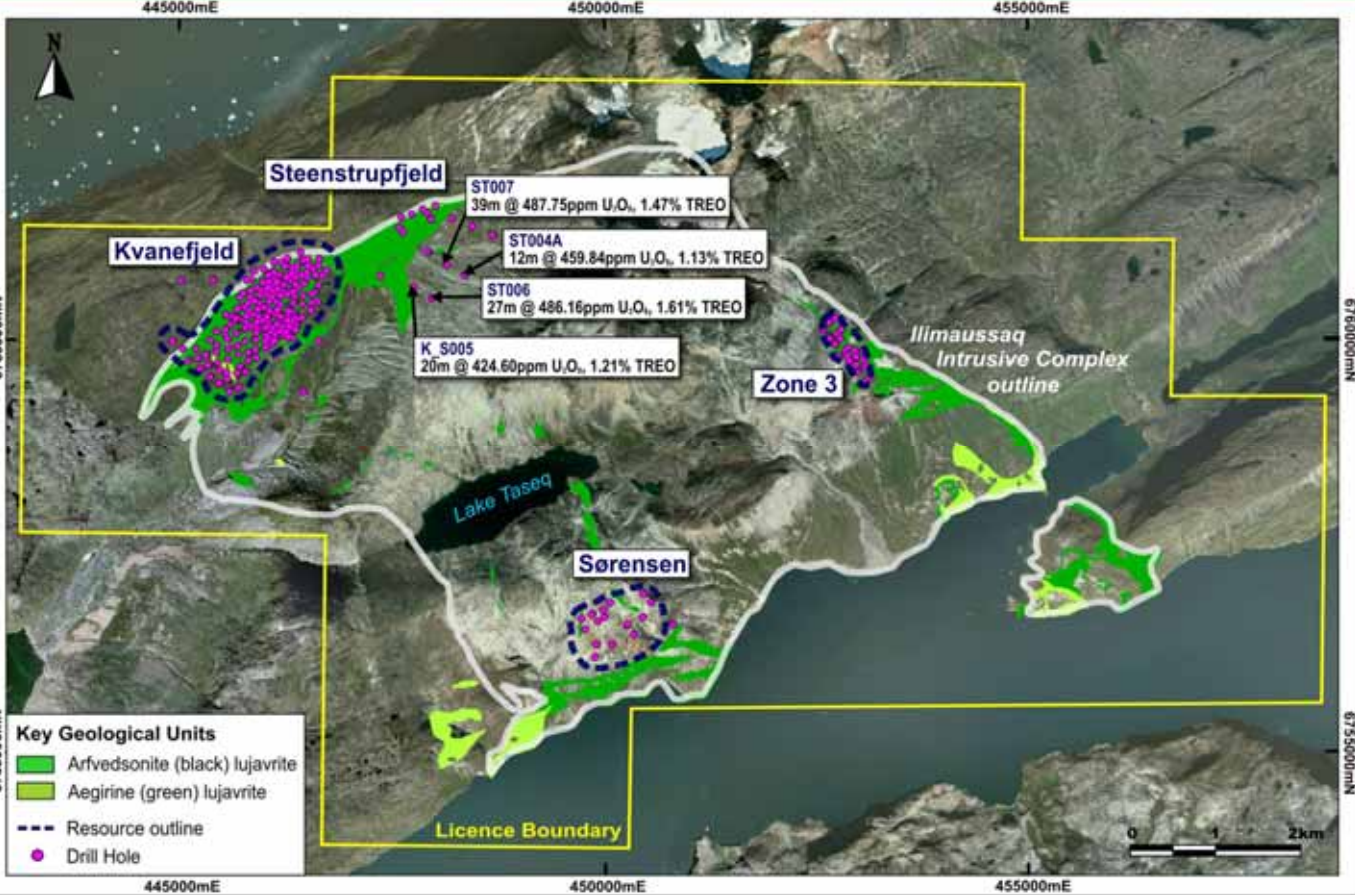 445000mE
450000mE
455000mE
N
Steenstrupfjeld
ST007
39m @ 487.75ppm U₃O₈, 1.47% TREO
Kvanefjeld
ST004A
12m @ 459.84ppm U₃O₈, 1.13% TREO
ST006
27m @ 486.16ppm U₃O₈, 1.61% TREO
6760000mN
K_S005
20m @ 424.60ppm U₃O₈, 1.21% TREO
Ilimaussaq
Intrusive Complex
outline
Zone 3
Lake Taseq
Sørensen
6755000mN
Key Geological Units
Arfvedsonite (black) lujavrite
Aegirine (green) lujavrite
Resource outline
Drill Hole
Licence Boundary
0 1 2km
445000mE
450000mE
455000mE